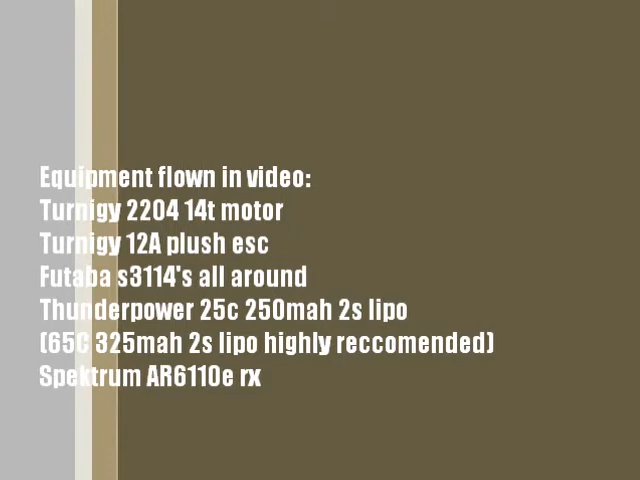 Equipment flown in video:
Turnigy 2204 14t motor
Turnigy 12A plush esc
Futaba s3114's all around
Thunderpower 25c 250mah 2s lipo
(65C 325mah 2s lipo highly reccomended)
Spektrum AR6110e rx